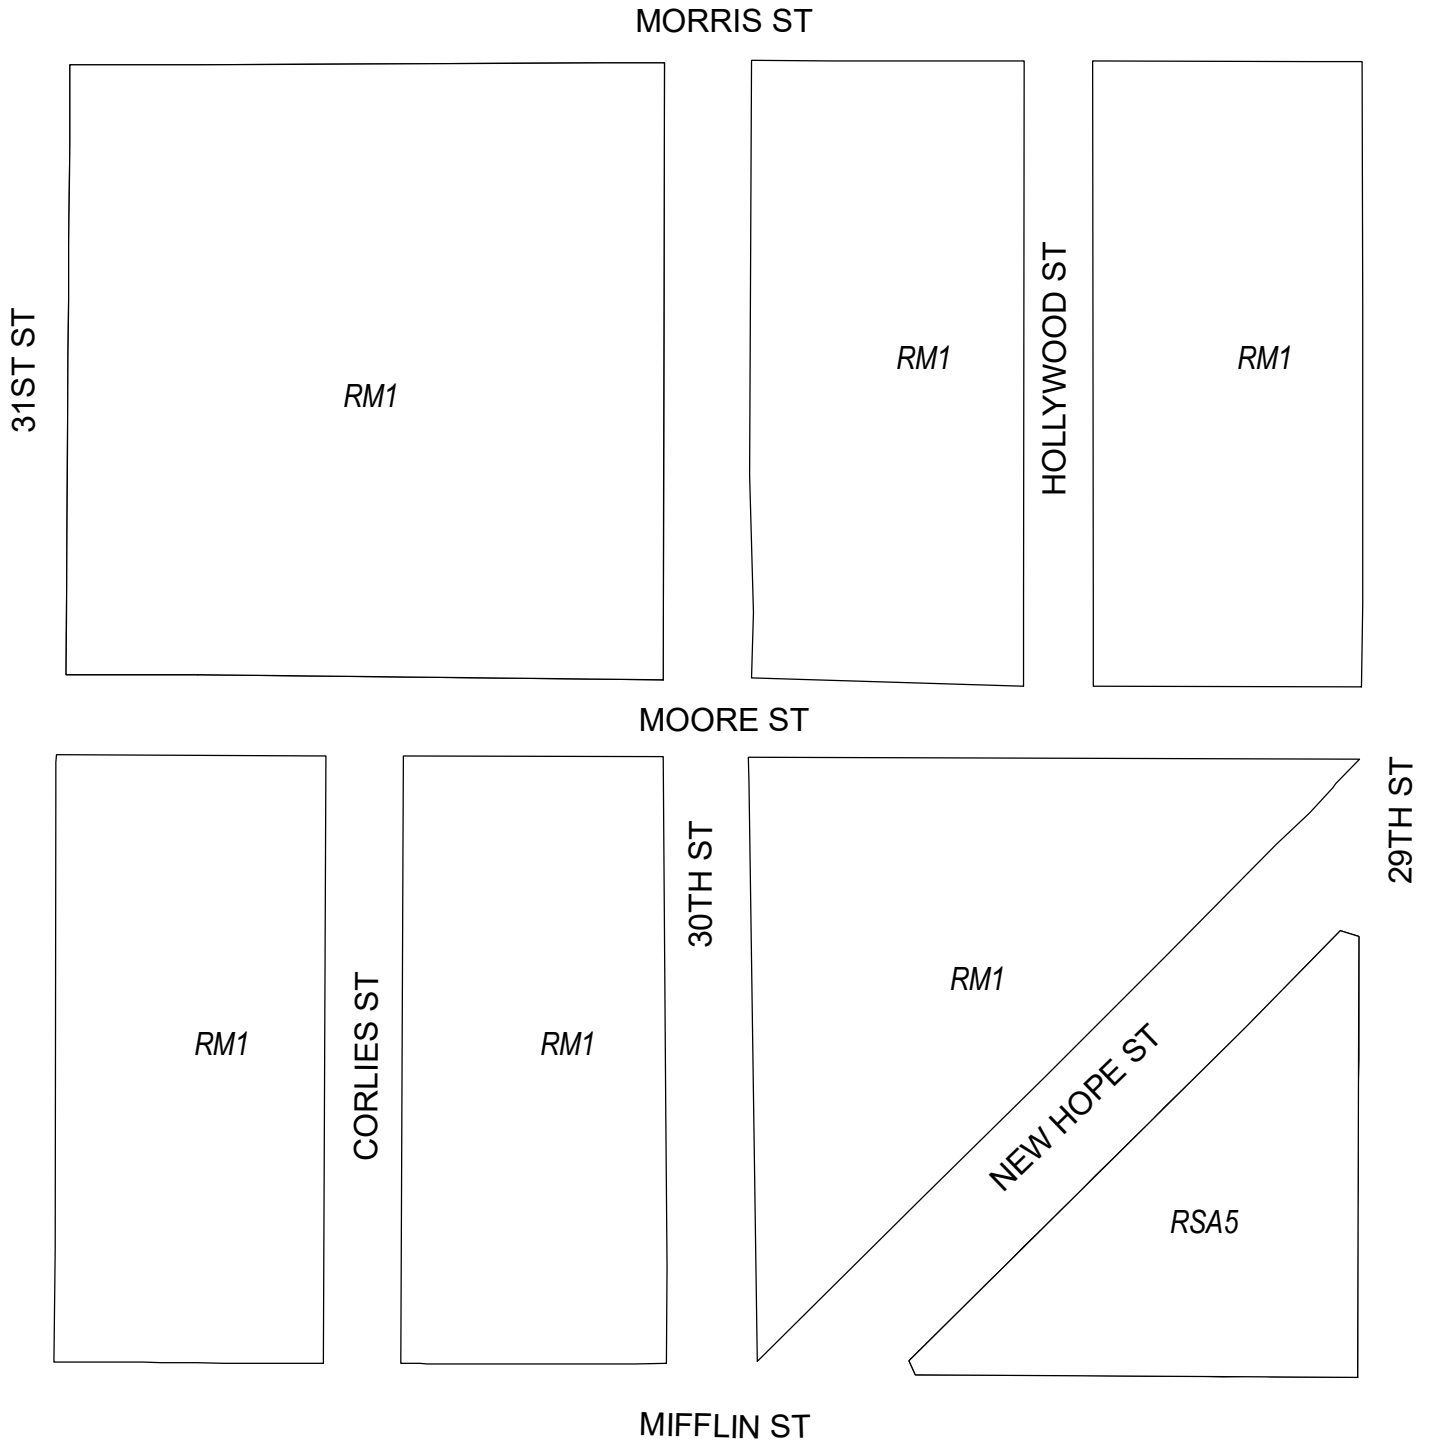 MORRIS ST
31ST ST
RM1
RM1
HOLLYWOOD ST
RM1
MOORE ST
RM1
CORLIES ST
RM1
30TH ST
RM1
29TH ST
NEW HOPE ST
RSA5
MIFFLIN ST